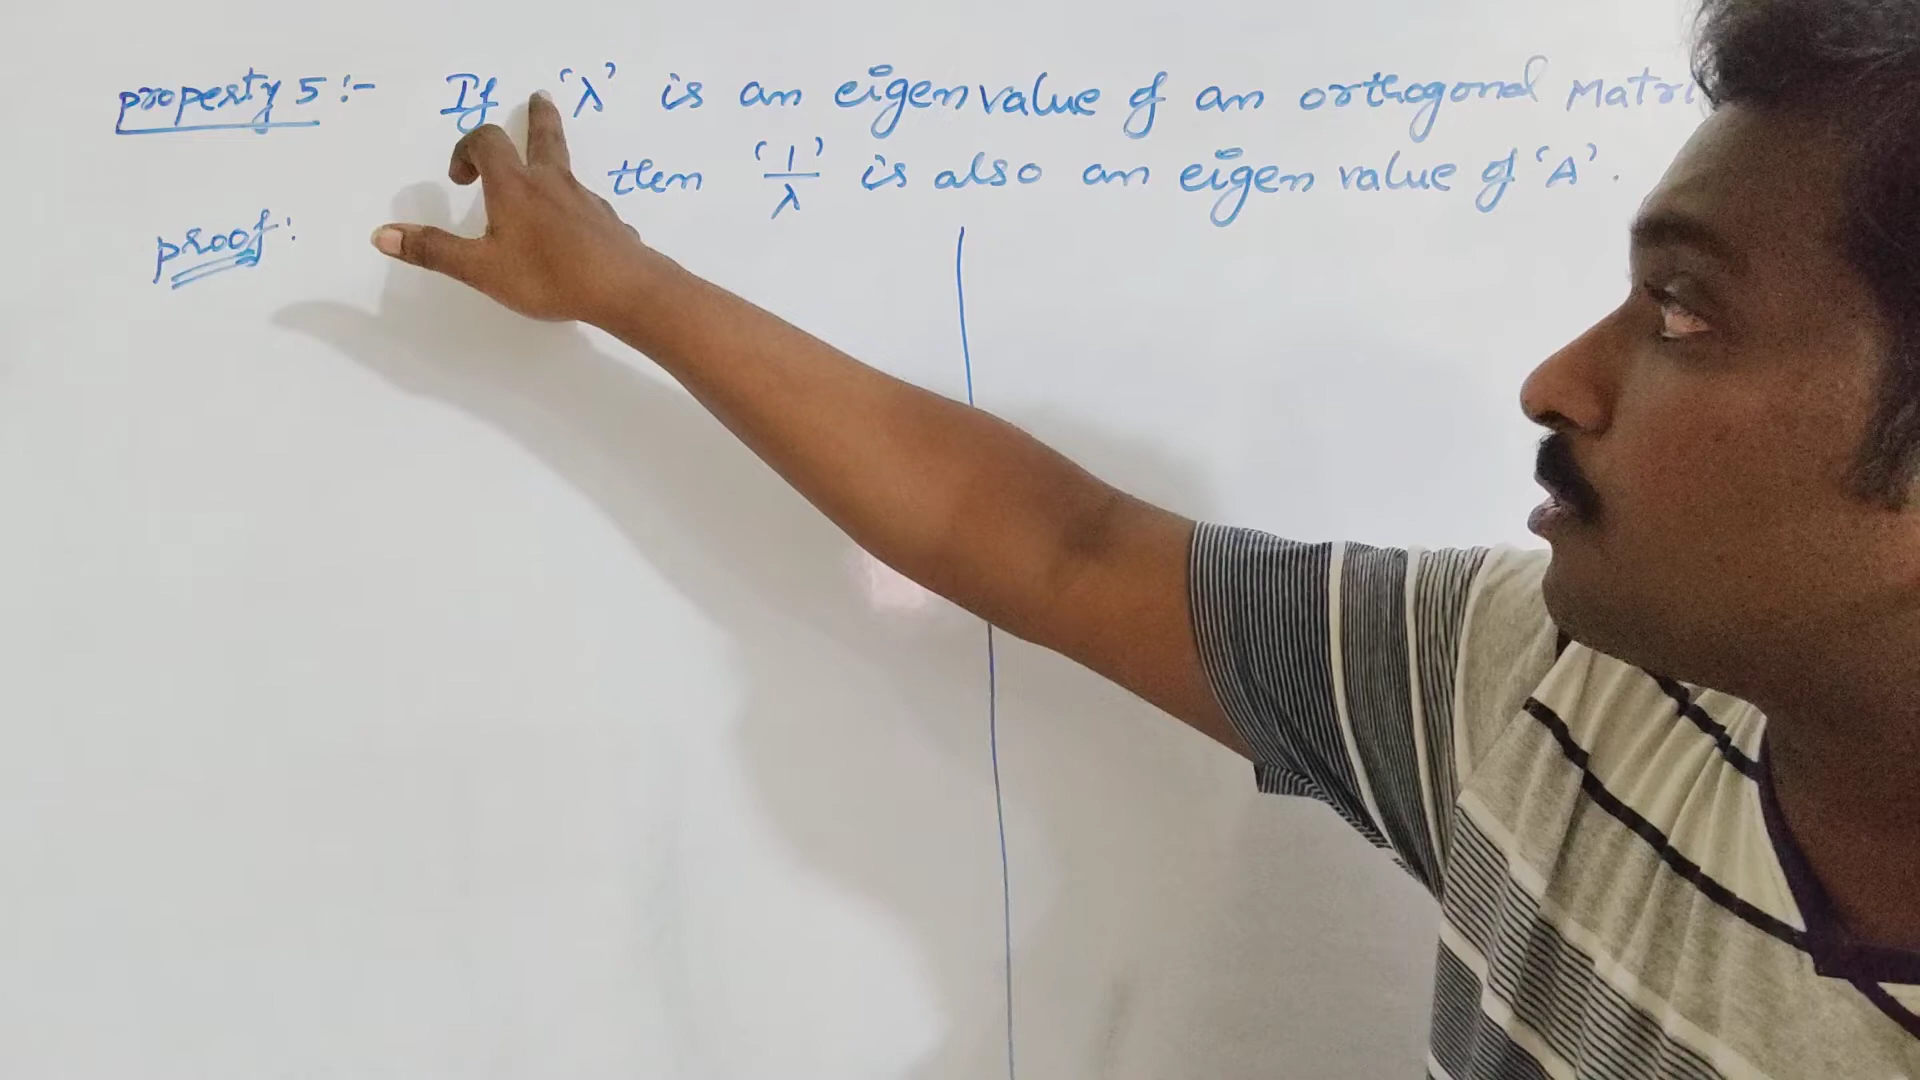 property 5 :- If 'λ' is an eigen value of an orthogonal Matri
then '1/λ' is also an eigen value of 'A'.
proof: